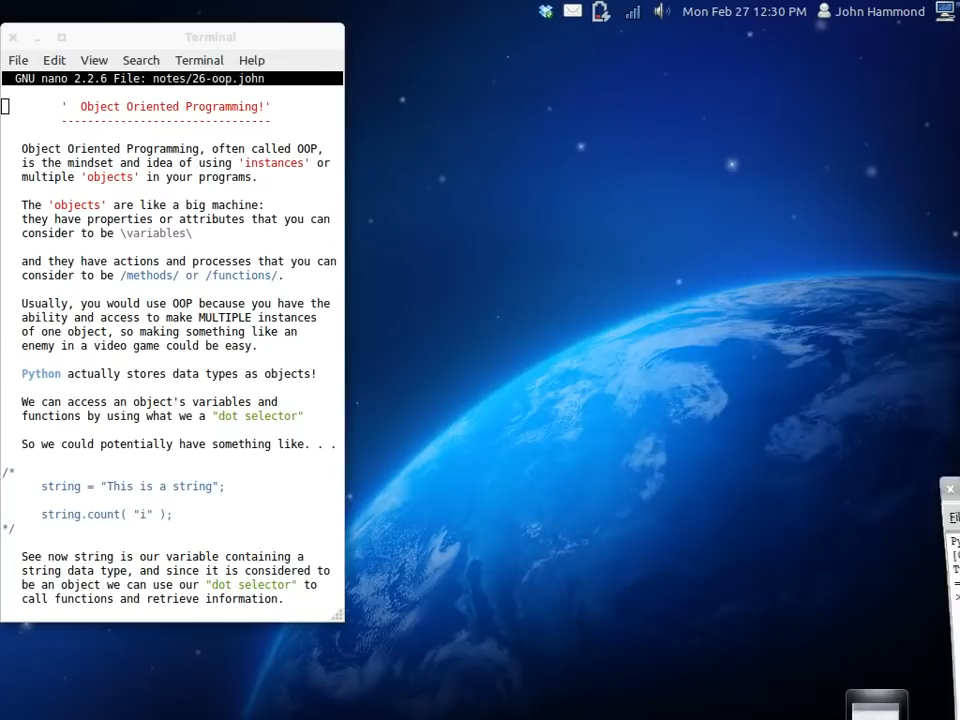 Mon Feb 27 12:30 PM John Hammond
Terminal
File Edit View Search Terminal Help
GNU nano 2.2.6 File: notes/26-oop.john
' Object Oriented Programming!'
------------------------------
Object Oriented Programming, often called OOP,
is the mindset and idea of using 'instances' or
multiple 'objects' in your programs.
The 'objects' are like a big machine:
they have properties or attributes that you can
consider to be \variables\
and they have actions and processes that you can
consider to be /methods/ or /functions/.
Usually, you would use OOP because you have the
ability and access to make MULTIPLE instances
of one object, so making something like an
enemy in a video game could be easy.
Python actually stores data types as objects!
We can access an object's variables and
functions by using what we a "dot selector"
So we could potentially have something like. . .
/*
string = "This is a string";
string.count( "i" );
*/
See now string is our variable containing a
string data type, and since it is considered to
be an object we can use our "dot selector" to
call functions and retrieve information.